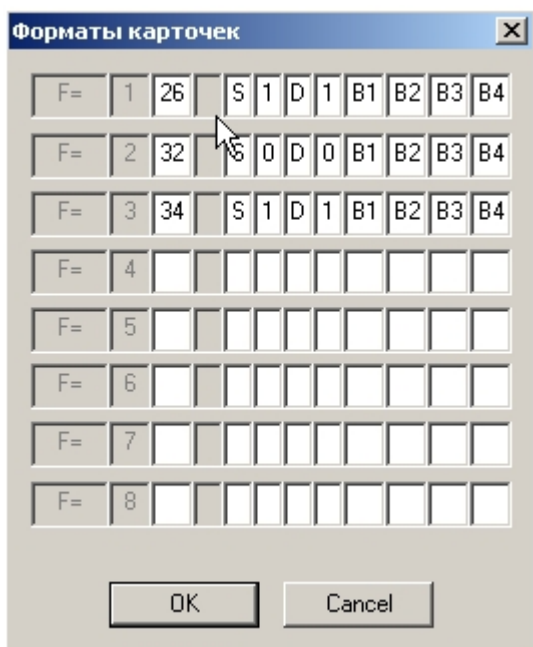 Форматы карточек
F= 1 26 S 1 D 1 B1 B2 B3 B4
F= 2 32 S 0 D 0 B1 B2 B3 B4
F= 3 34 S 1 D 1 B1 B2 B3 B4
F= 4
F= 5
F= 6
F= 7
F= 8
OK Cancel